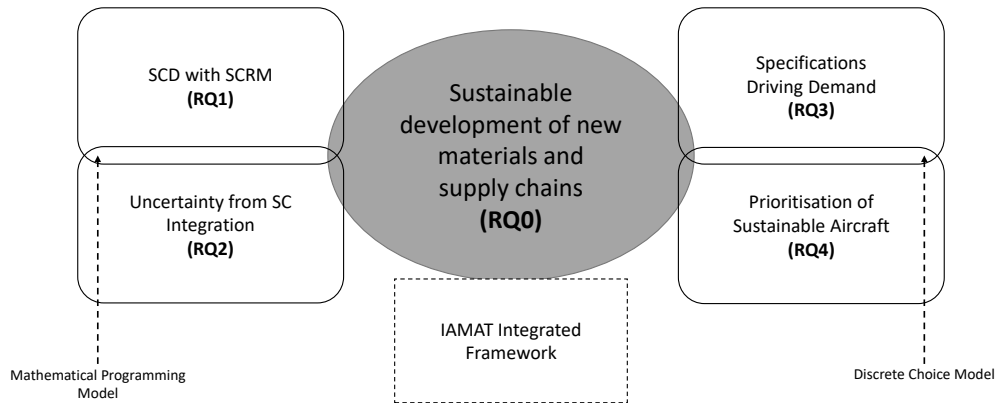 SCD with SCRM
(RQ1)
Uncertainty from SC
Integration
(RQ2)
Mathematical Programming
Model
Sustainable
development of new
materials and
supply chains
(RQ0)
IAMAT Integrated
Framework
Specifications
Driving Demand
(RQ3)
Prioritisation of
Sustainable Aircraft
(RQ4)
Discrete Choice Model